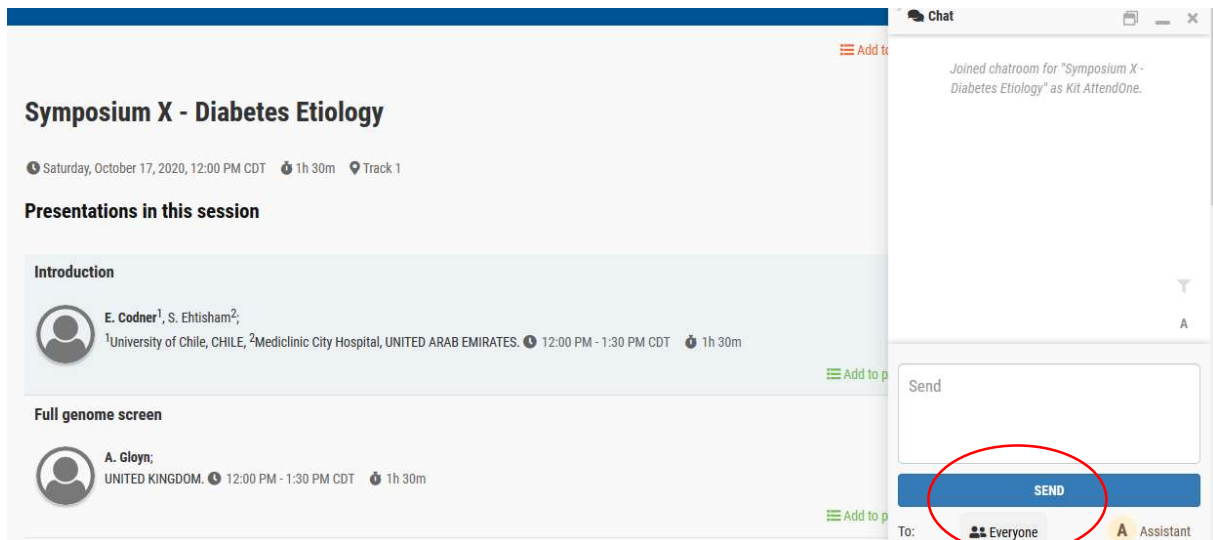 Chat
Add to
Joined chatroom for "Symposium X -
Diabetes Etiology" as Kit AttendOne.
Symposium X - Diabetes Etiology
Saturday, October 17, 2020, 12:00 PM CDT 1h 30m Track 1
Presentations in this session
Introduction
E. Codner1, S. Ehtisham2;
1University of Chile, CHILE, 2Mediclinic City Hospital, UNITED ARAB EMIRATES. 12:00 PM - 1:30 PM CDT 1h 30m
Add to p
Full genome screen
A. Gloyn;
UNITED KINGDOM. 12:00 PM - 1:30 PM CDT 1h 30m
Add to p
A
Send
SEND
To: Everyone A Assistant